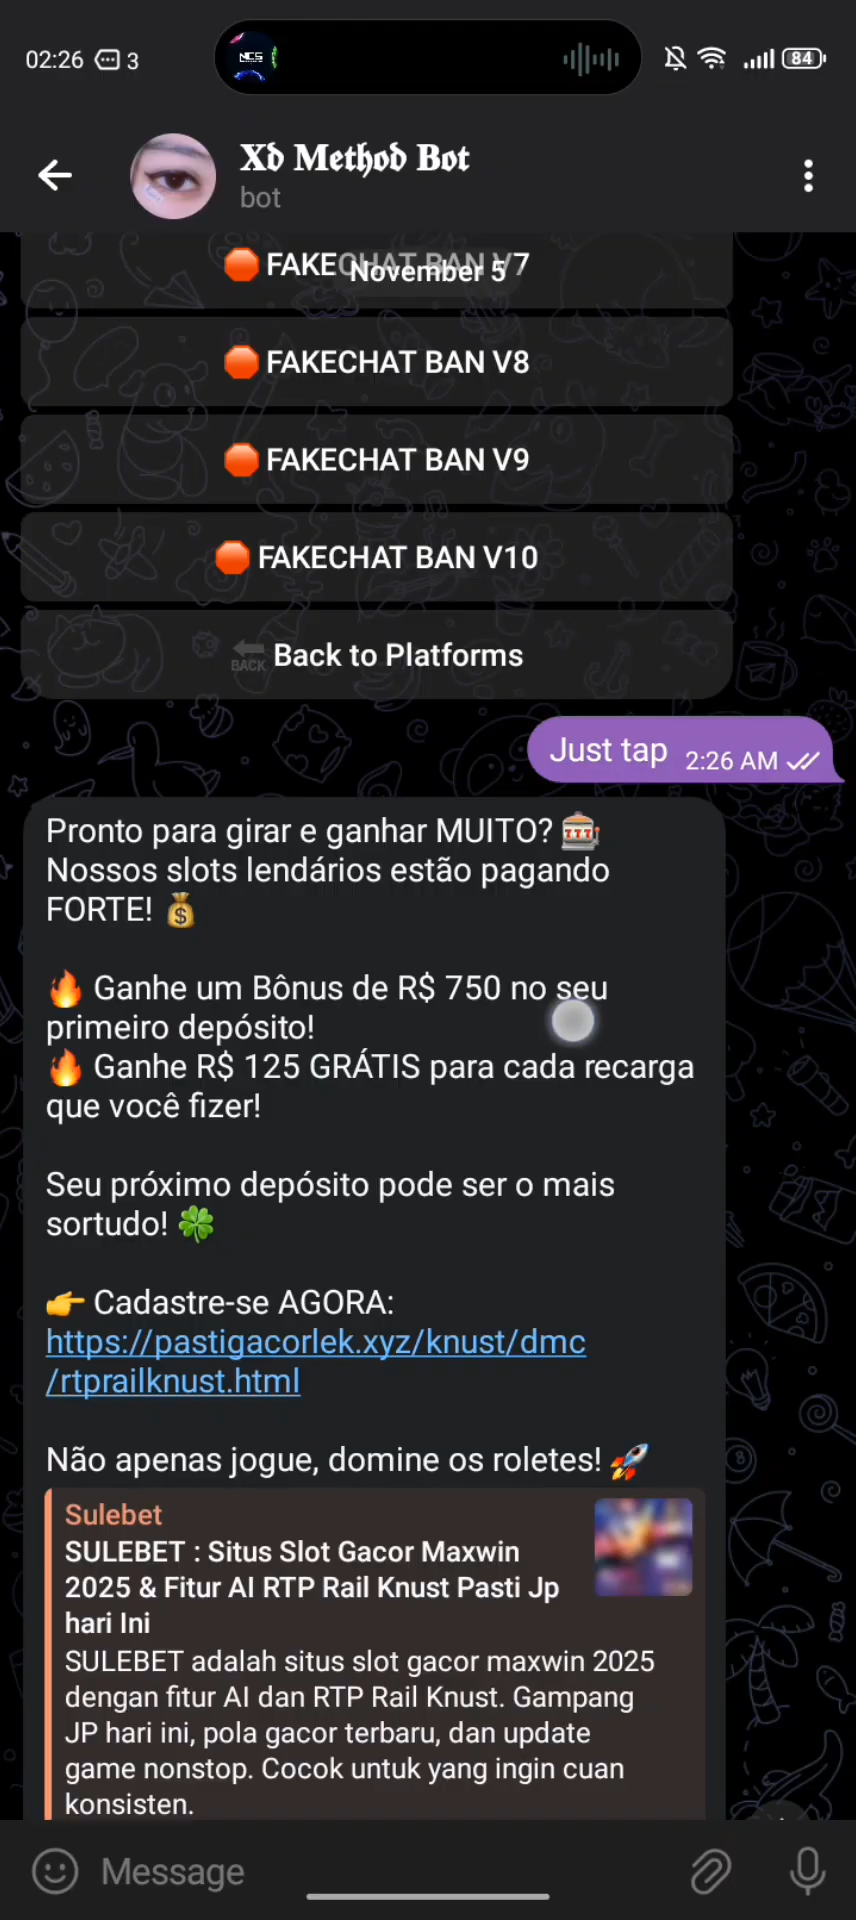 02:26 3
NCS
84
Xd Method Bot
bot
FAKECHAT BAN V7
November 5
FAKECHAT BAN V8
FAKECHAT BAN V9
FAKECHAT BAN V10
BACK Back to Platforms
Just tap 2:26 AM
Pronto para girar e ganhar MUITO? 🎰
Nossos slots lendários estão pagando
FORTE! 💰
🔥 Ganhe um Bônus de R$ 750 no seu
primeiro depósito!
🔥 Ganhe R$ 125 GRÁTIS para cada recarga
que você fizer!
Seu próximo depósito pode ser o mais
sortudo! 🍀
👉 Cadastre-se AGORA:
https://pastigacorlek.xyz/knust/dmc
/rtprailknust.html
Não apenas jogue, domine os roletes! 🚀
Sulebet
SULEBET : Situs Slot Gacor Maxwin
2025 & Fitur AI RTP Rail Knust Pasti Jp
hari Ini
SULEBET adalah situs slot gacor maxwin 2025
dengan fitur AI dan RTP Rail Knust. Gampang
JP hari ini, pola gacor terbaru, dan update
game nonstop. Cocok untuk yang ingin cuan
konsisten.
Message